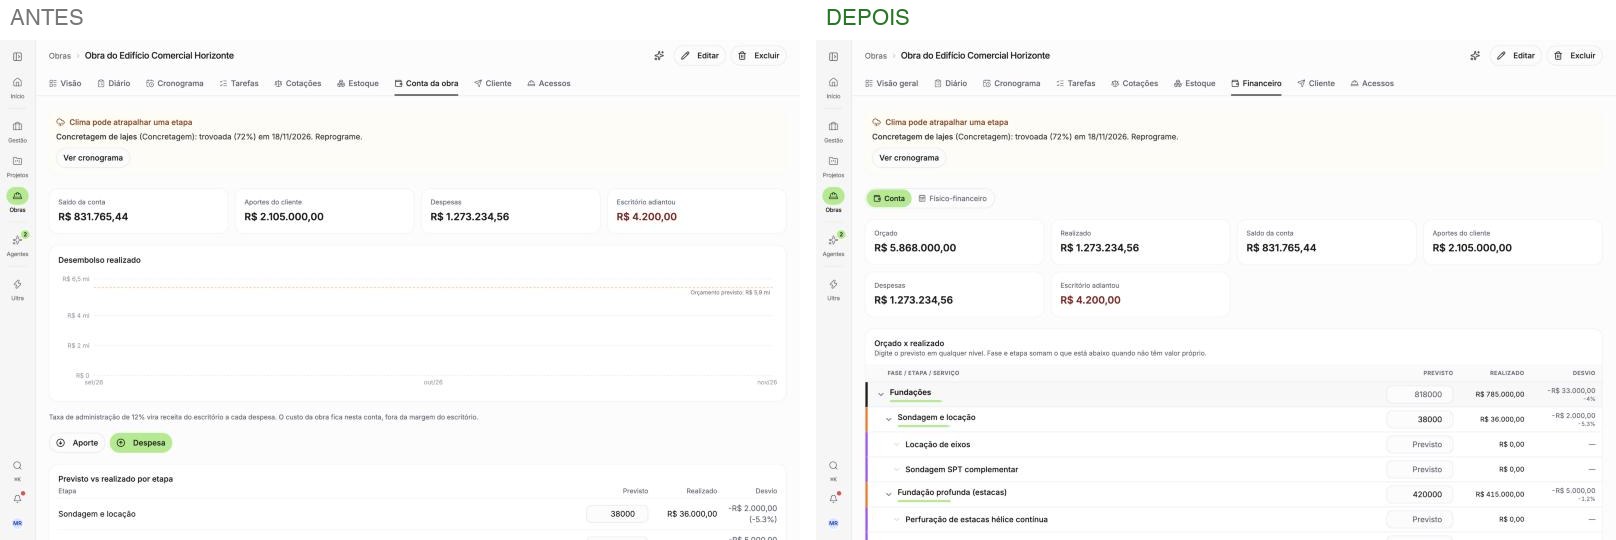 ANTES
Obras › Obra do Edifício Comercial Horizonte
Editar
Excluir
Visão
Diário
Cronograma
Tarefas
Cotações
Estoque
Conta da obra
Cliente
Acessos
Início
Gestão
Projetos
Obras
2
Agentes
Ultra
⌘K
MR
Clima pode atrapalhar uma etapa
Concretagem de lajes (Concretagem): trovoada (72%) em 18/11/2026. Reprograme.
Ver cronograma
Saldo da conta
R$ 831.765,44
Aportes do cliente
R$ 2.105.000,00
Despesas
R$ 1.273.234,56
Escritório adiantou
R$ 4.200,00
Desembolso realizado
R$ 6,5 mi
Orçamento previsto: R$ 5,9 mi
R$ 4 mi
R$ 2 mi
R$ 0
set/26
out/26
nov/26
Taxa de administração de 12% vira receita do escritório a cada despesa. O custo da obra fica nesta conta, fora da margem do escritório.
Aporte
Despesa
Previsto vs realizado por etapa
Etapa Previsto Realizado Desvio
Sondagem e locação 38000 R$ 36.000,00 -R$ 2.000,00
(-5.3%)
DEPOIS
Obras › Obra do Edifício Comercial Horizonte
Editar
Excluir
Visão geral
Diário
Cronograma
Tarefas
Cotações
Estoque
Financeiro
Cliente
Acessos
Início
Gestão
Projetos
Obras
2
Agentes
Ultra
⌘K
MR
Clima pode atrapalhar uma etapa
Concretagem de lajes (Concretagem): trovoada (72%) em 18/11/2026. Reprograme.
Ver cronograma
Conta
Físico-financeiro
Orçado
R$ 5.868.000,00
Realizado
R$ 1.273.234,56
Saldo da conta
R$ 831.765,44
Aportes do cliente
R$ 2.105.000,00
Despesas
R$ 1.273.234,56
Escritório adiantou
R$ 4.200,00
Orçado x realizado
Digite o previsto em qualquer nível. Fase e etapa somam o que está abaixo quando não têm valor próprio.
FASE / ETAPA / SERVIÇO PREVISTO REALIZADO DESVIO
Fundações 818000 R$ 785.000,00 -R$ 33.000,00
-4%
Sondagem e locação 38000 R$ 36.000,00 -R$ 2.000,00
-5,3%
Locação de eixos Previsto R$ 0,00 —
Sondagem SPT complementar Previsto R$ 0,00 —
Fundação profunda (estacas) 420000 R$ 415.000,00 -R$ 5.000,00
-1,2%
Perfuração de estacas hélice contínua Previsto R$ 0,00 —